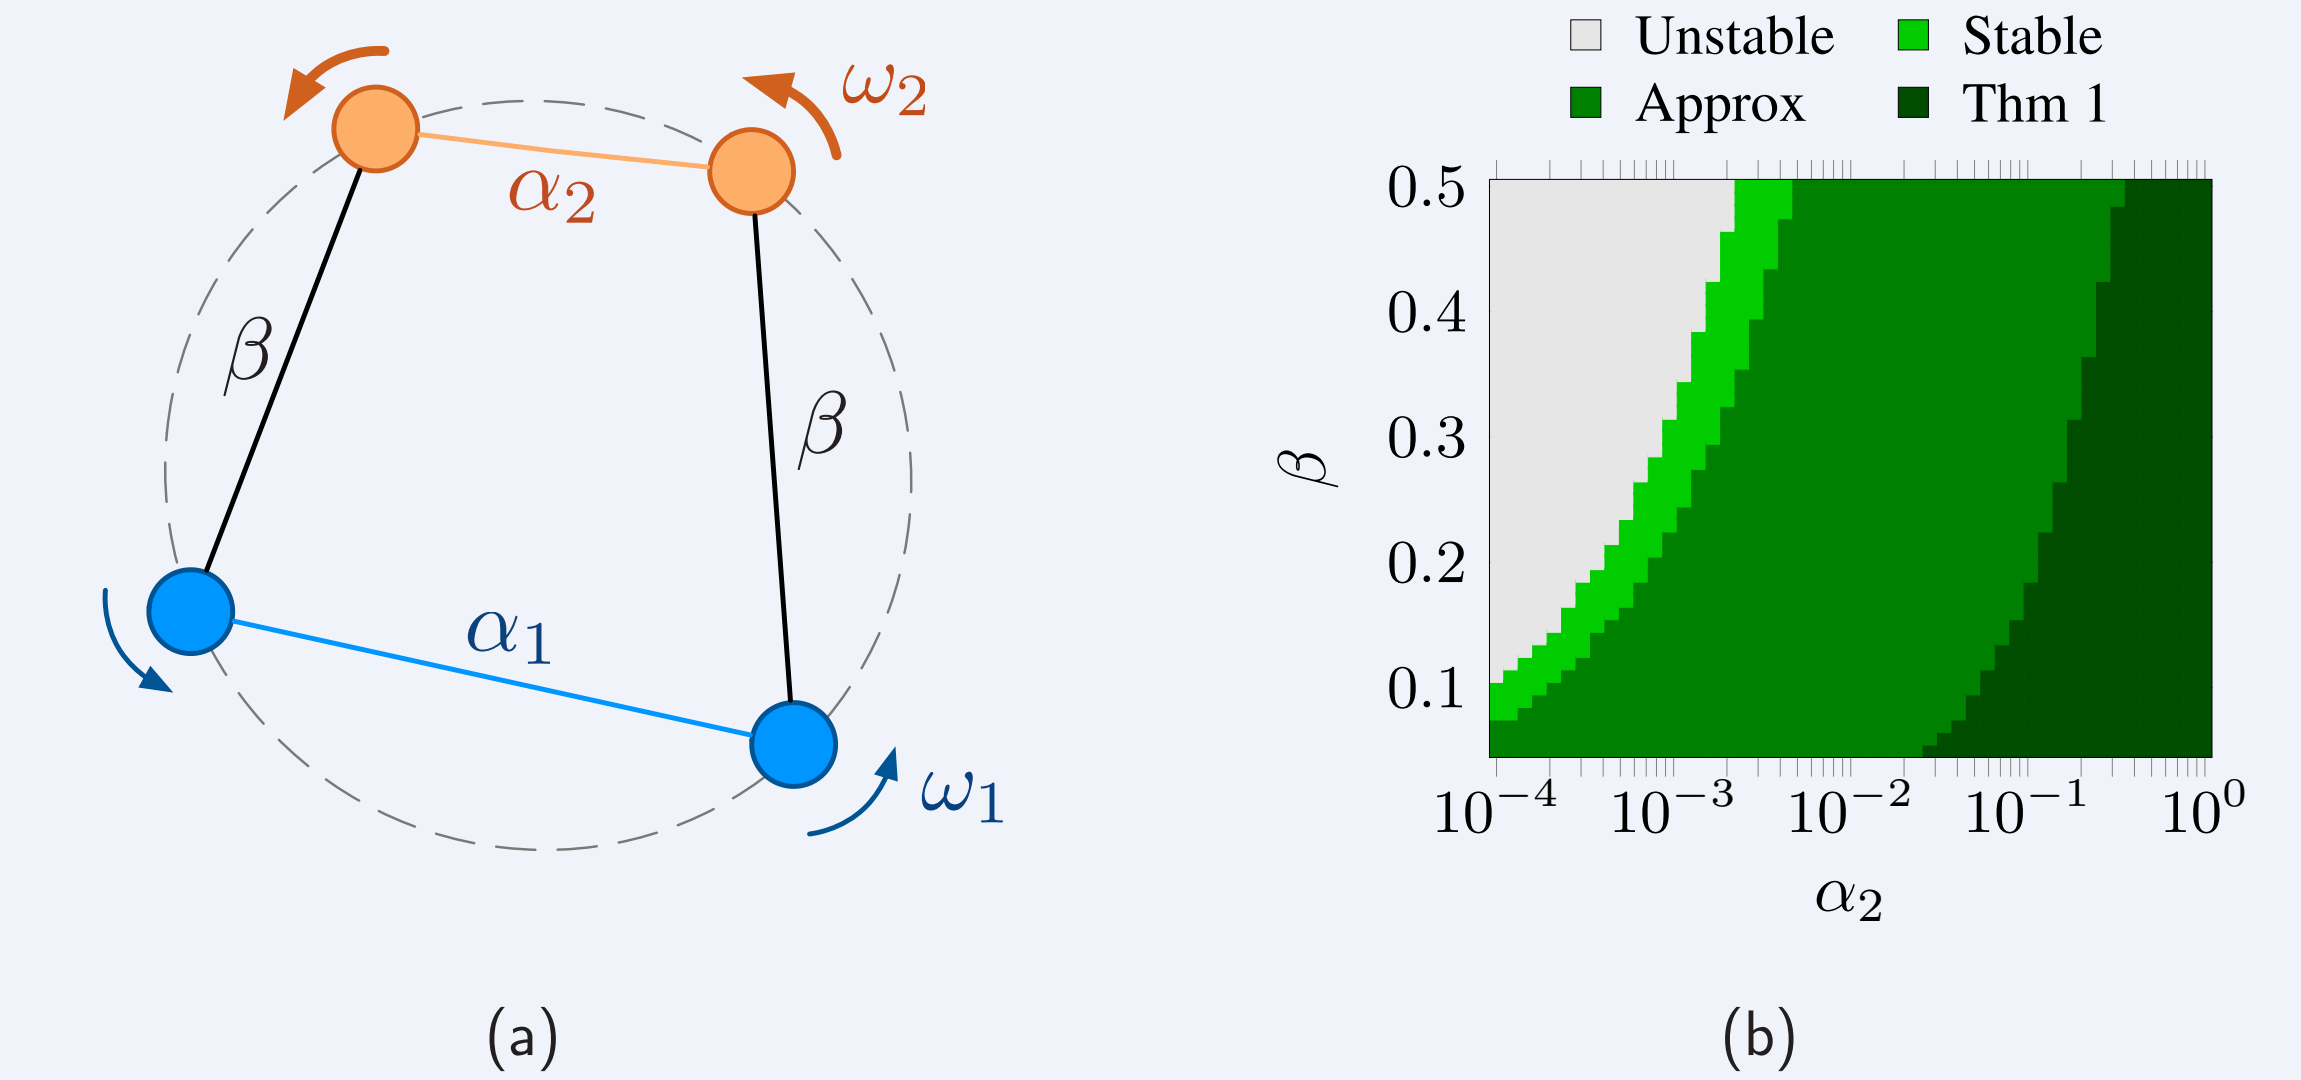 ω₂
α₂
β
β
α₁
ω₁
(a)
Unstable Stable
Approx Thm 1
0.5
0.4
0.3
0.2
0.1
β
10⁻⁴ 10⁻³ 10⁻² 10⁻¹ 10⁰
α₂
(b)